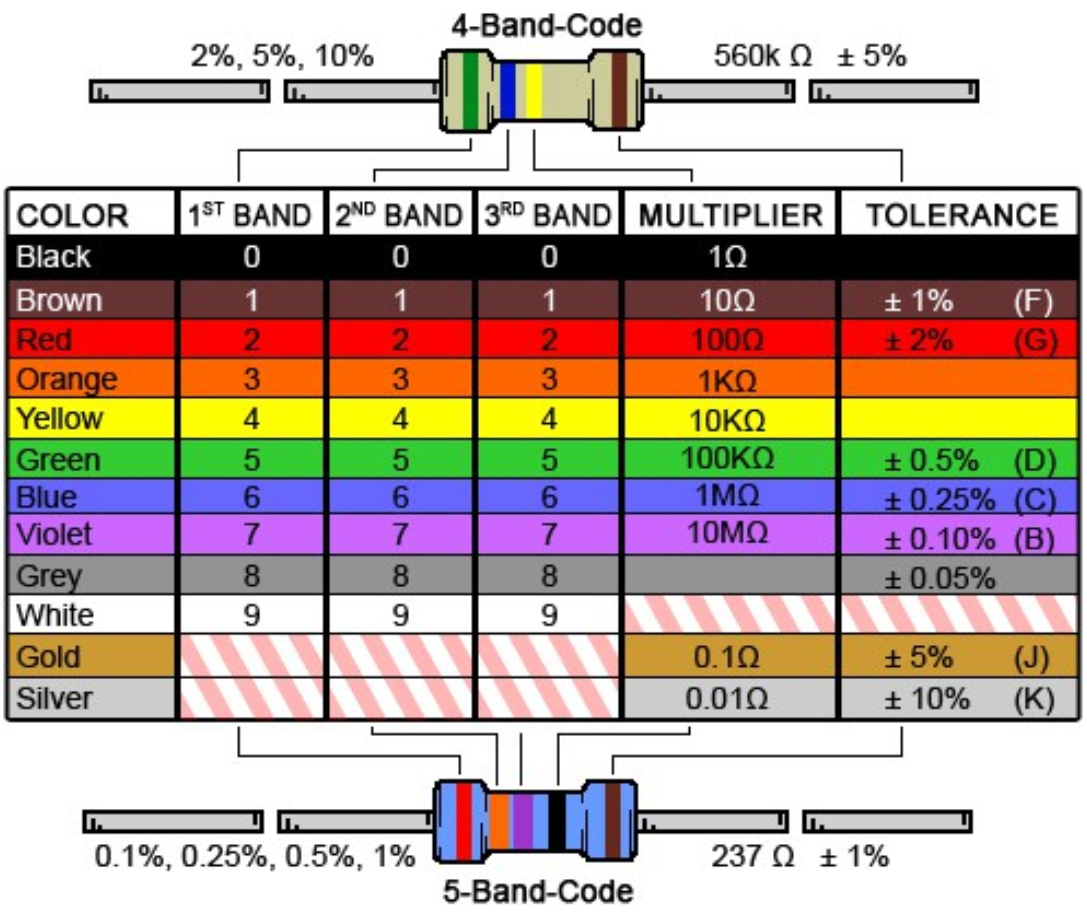 4-Band-Code
2%, 5%, 10%
560k Ω ± 5%
COLOR 1ST BAND 2ND BAND 3RD BAND MULTIPLIER TOLERANCE
Black 0 0 0 1Ω
Brown 1 1 1 10Ω ± 1% (F)
Red 2 2 2 100Ω ± 2% (G)
Orange 3 3 3 1KΩ
Yellow 4 4 4 10KΩ
Green 5 5 5 100KΩ ± 0.5% (D)
Blue 6 6 6 1MΩ ± 0.25% (C)
Violet 7 7 7 10MΩ ± 0.10% (B)
Grey 8 8 8 ± 0.05%
White 9 9 9
Gold 0.1Ω ± 5% (J)
Silver 0.01Ω ± 10% (K)
0.1%, 0.25%, 0.5%, 1%
237 Ω ± 1%
5-Band-Code